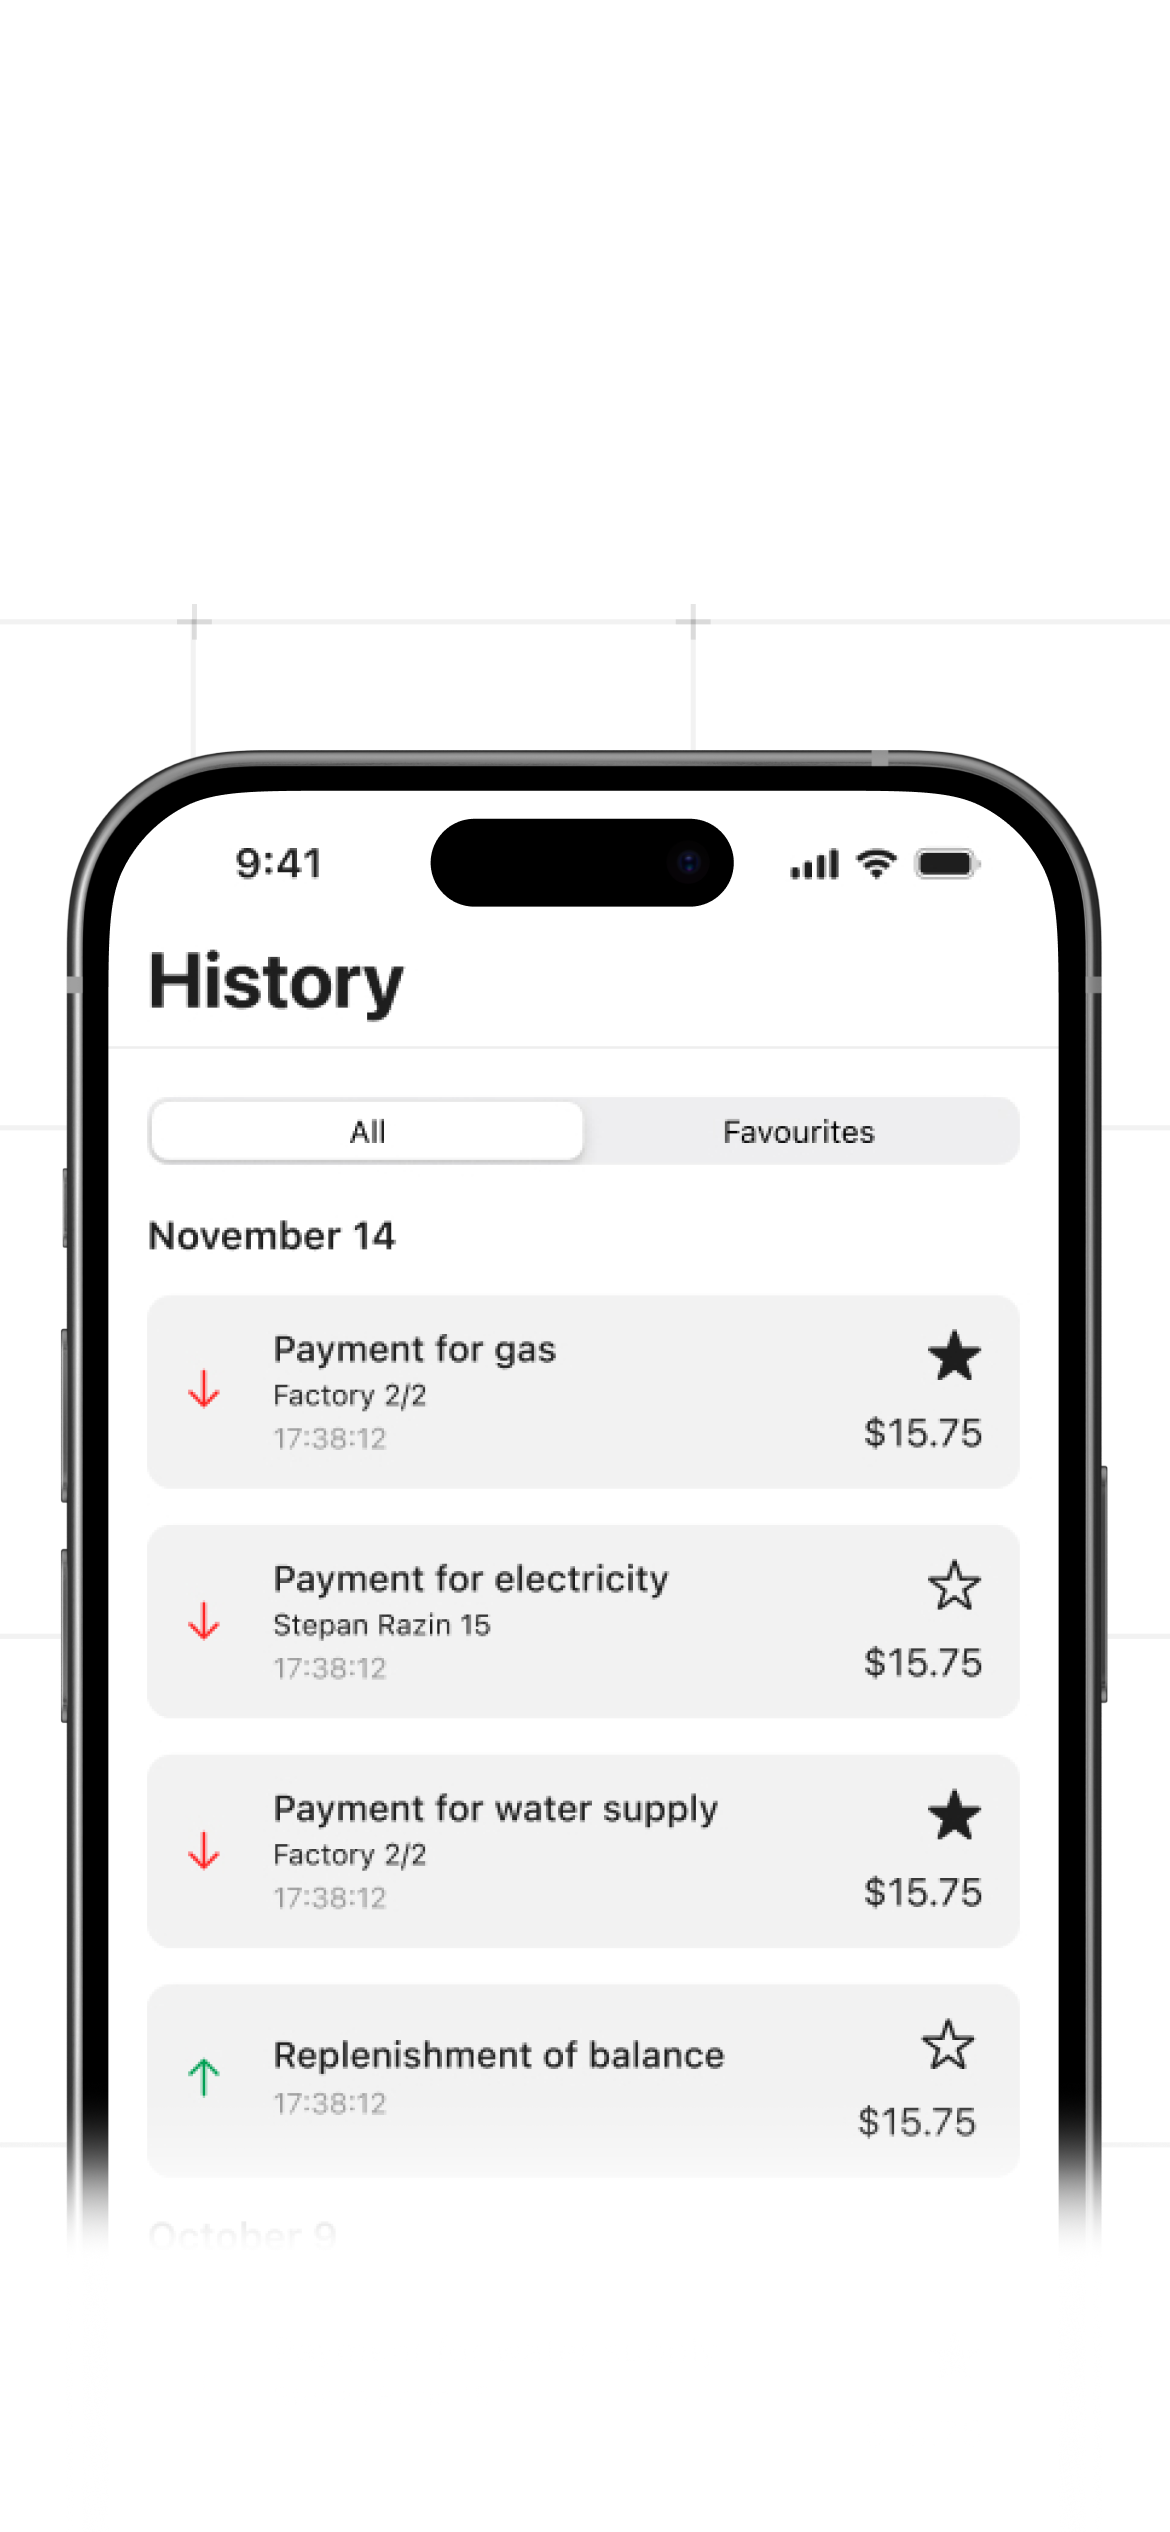 9:41
History
All
Favourites
November 14
Payment for gas
Factory 2/2
17:38:12
$15.75
Payment for electricity
Stepan Razin 15
17:38:12
$15.75
Payment for water supply
Factory 2/2
17:38:12
$15.75
Replenishment of balance
17:38:12
$15.75
October 9